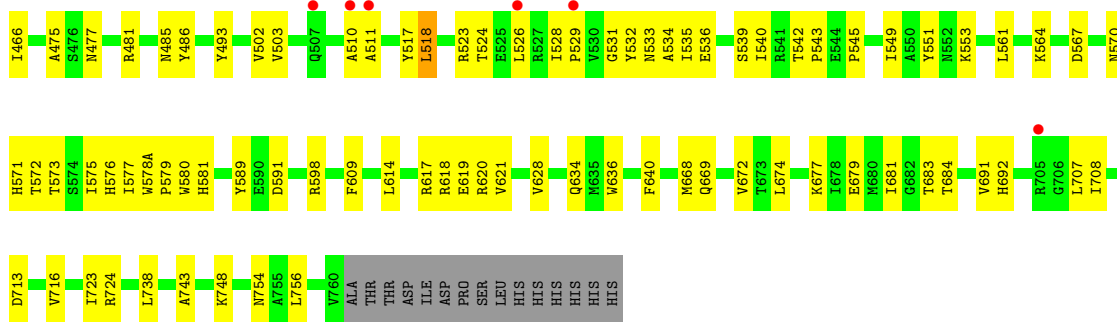 I466 A475 S476 N477 R481 N485 Y486 Y493 V502 V503 Q507 A510 A511 Y517 L518 R523 T524 E525 L526 R527 I528 P529 V530 G531 Y532 N533 A534 I535 E536 S539 I540 R541 T542 P543 E544 P545 I549 A550 Y551 N552 K553 L561 K564 D567 N570
H571 T572 T573 S574 I575 H576 I577 W578A P579 W580 H581 Y589 E590 D591 R598 F609 L614 R617 R618 E619 R620 V621 V628 Q634 M635 W636 F640 M668 Q669 V672 T673 L674 K677 I678 E679 M680 I681 G682 T683 T684 V691 H692 R705 G706 L707 I708
D713 V716 I723 R724 L738 A743 K748 N754 A755 L756 V760 ALA THR THR ASP ILE ASP PRO SER LEU HIS HIS HIS HIS HIS HIS